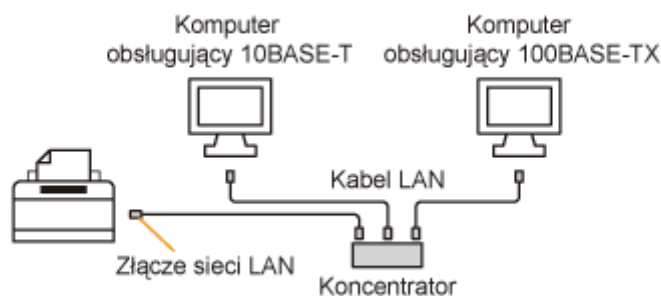 Komputer
obsługujący 10BASE-T
Komputer
obsługujący 100BASE-TX
Kabel LAN
Złącze sieci LAN
Koncentrator